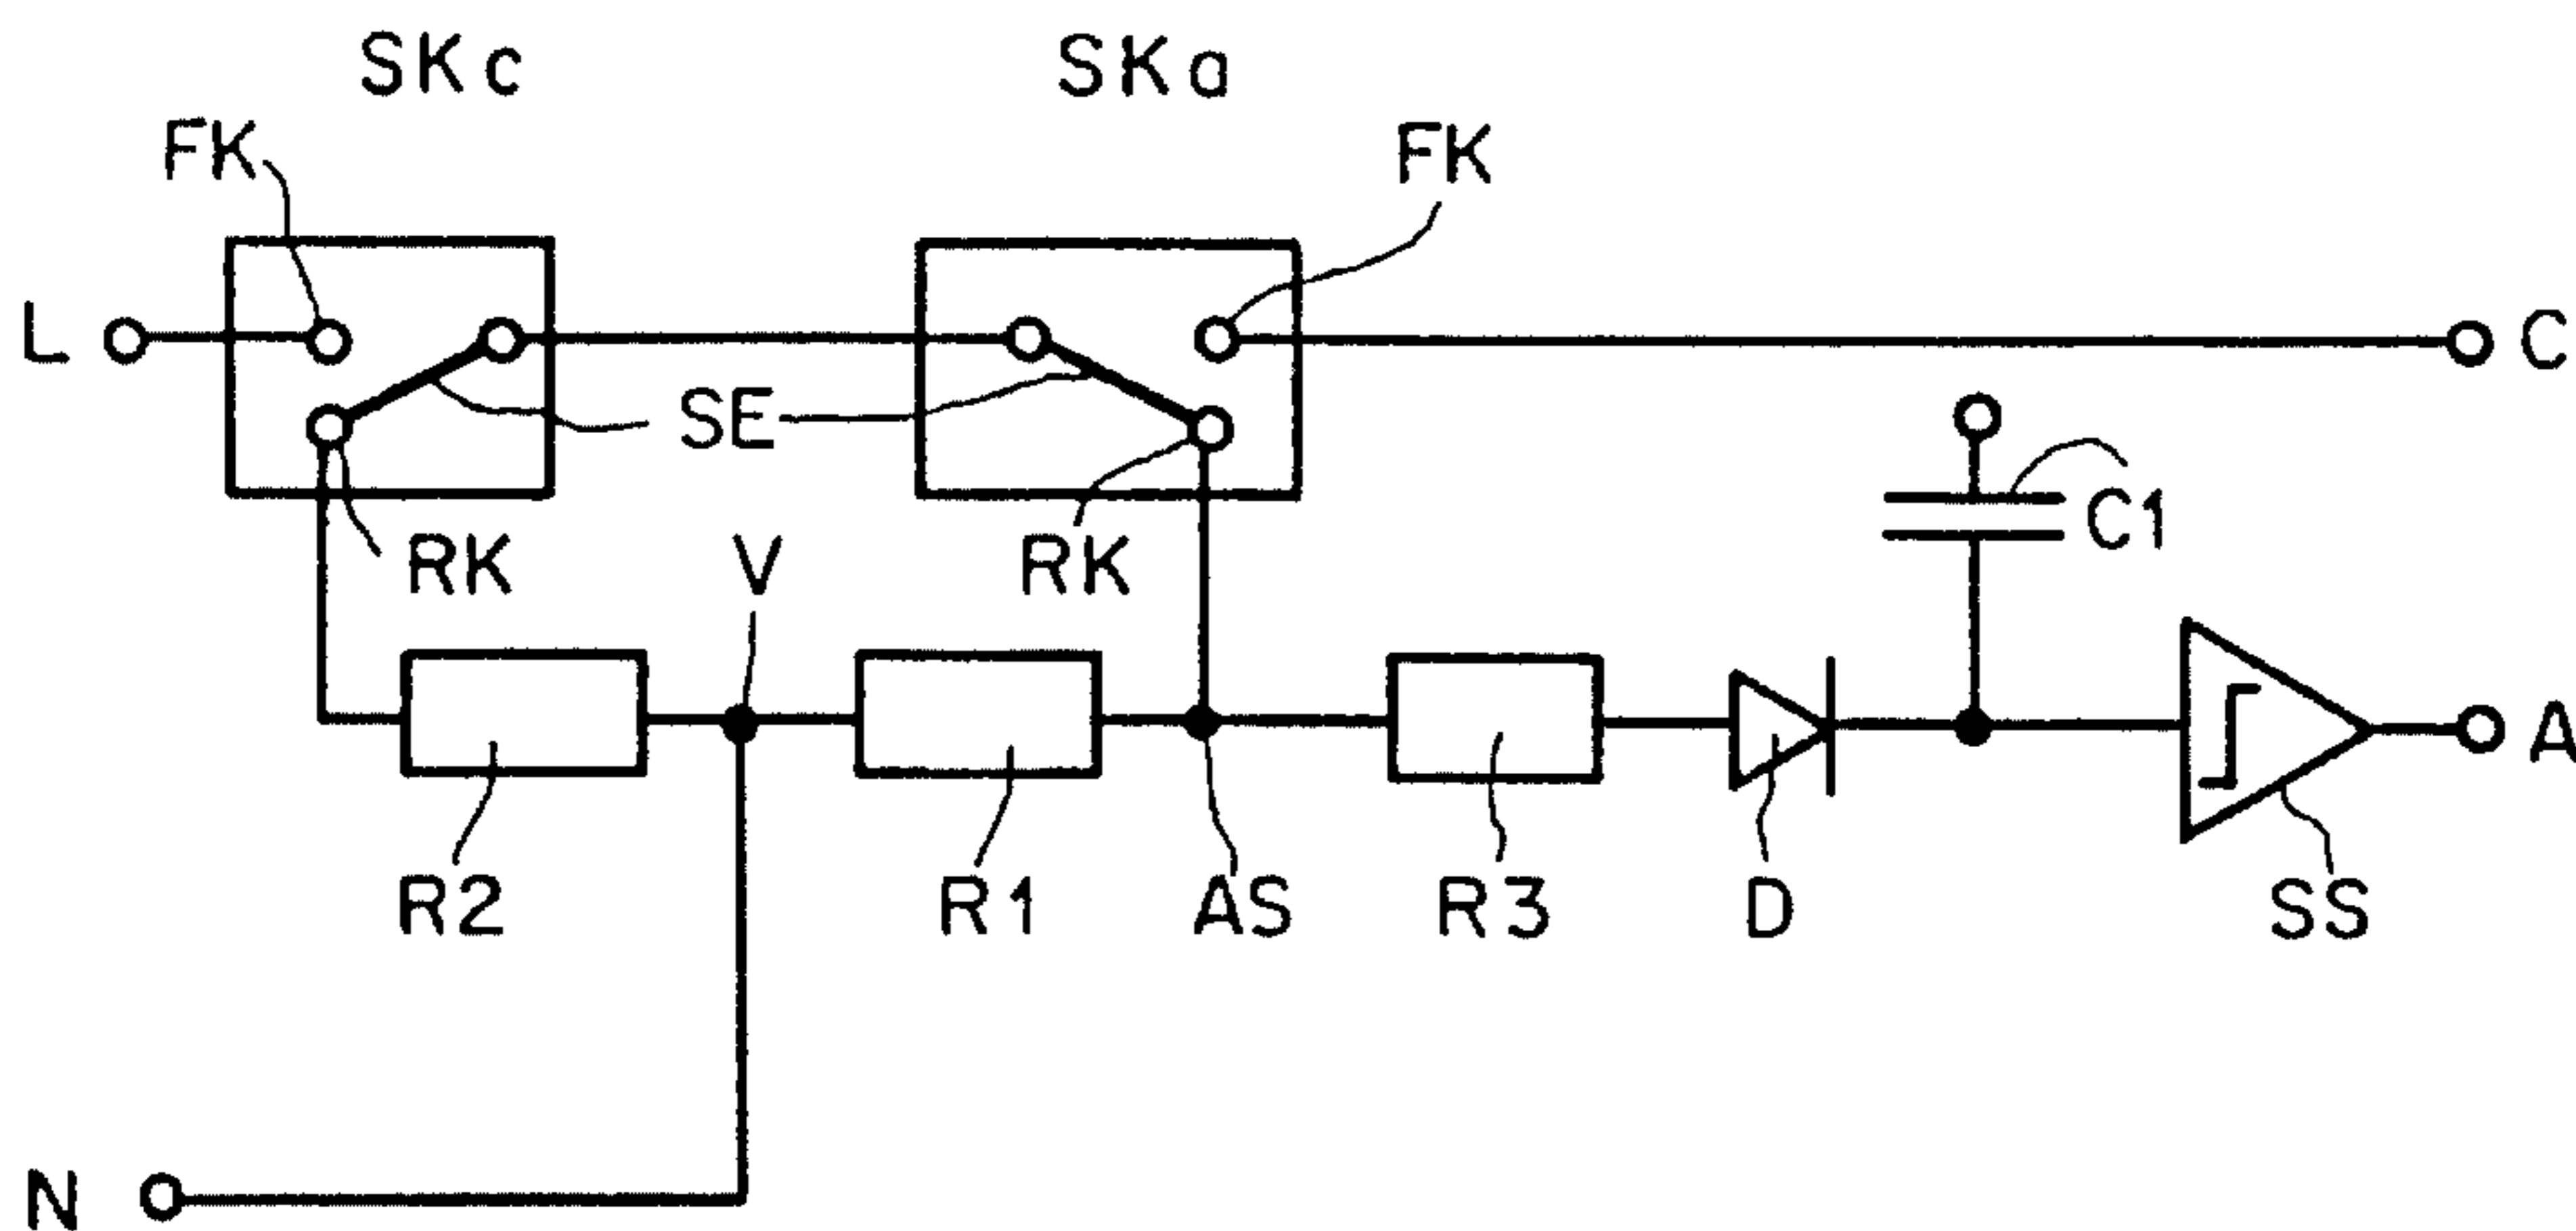 SKc SKa
FK FK
L C
SE
C1
RK V RK
A
R2 R1 AS R3 D SS
N